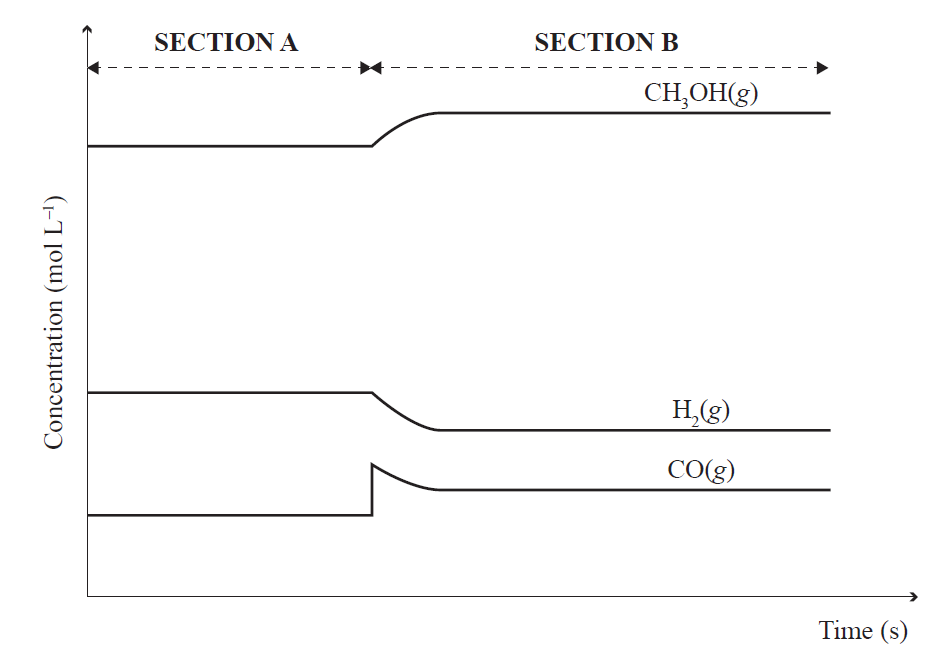 SECTION A
SECTION B
CH₃OH(g)
Concentration (mol L⁻¹)
H₂(g)
CO(g)
Time (s)